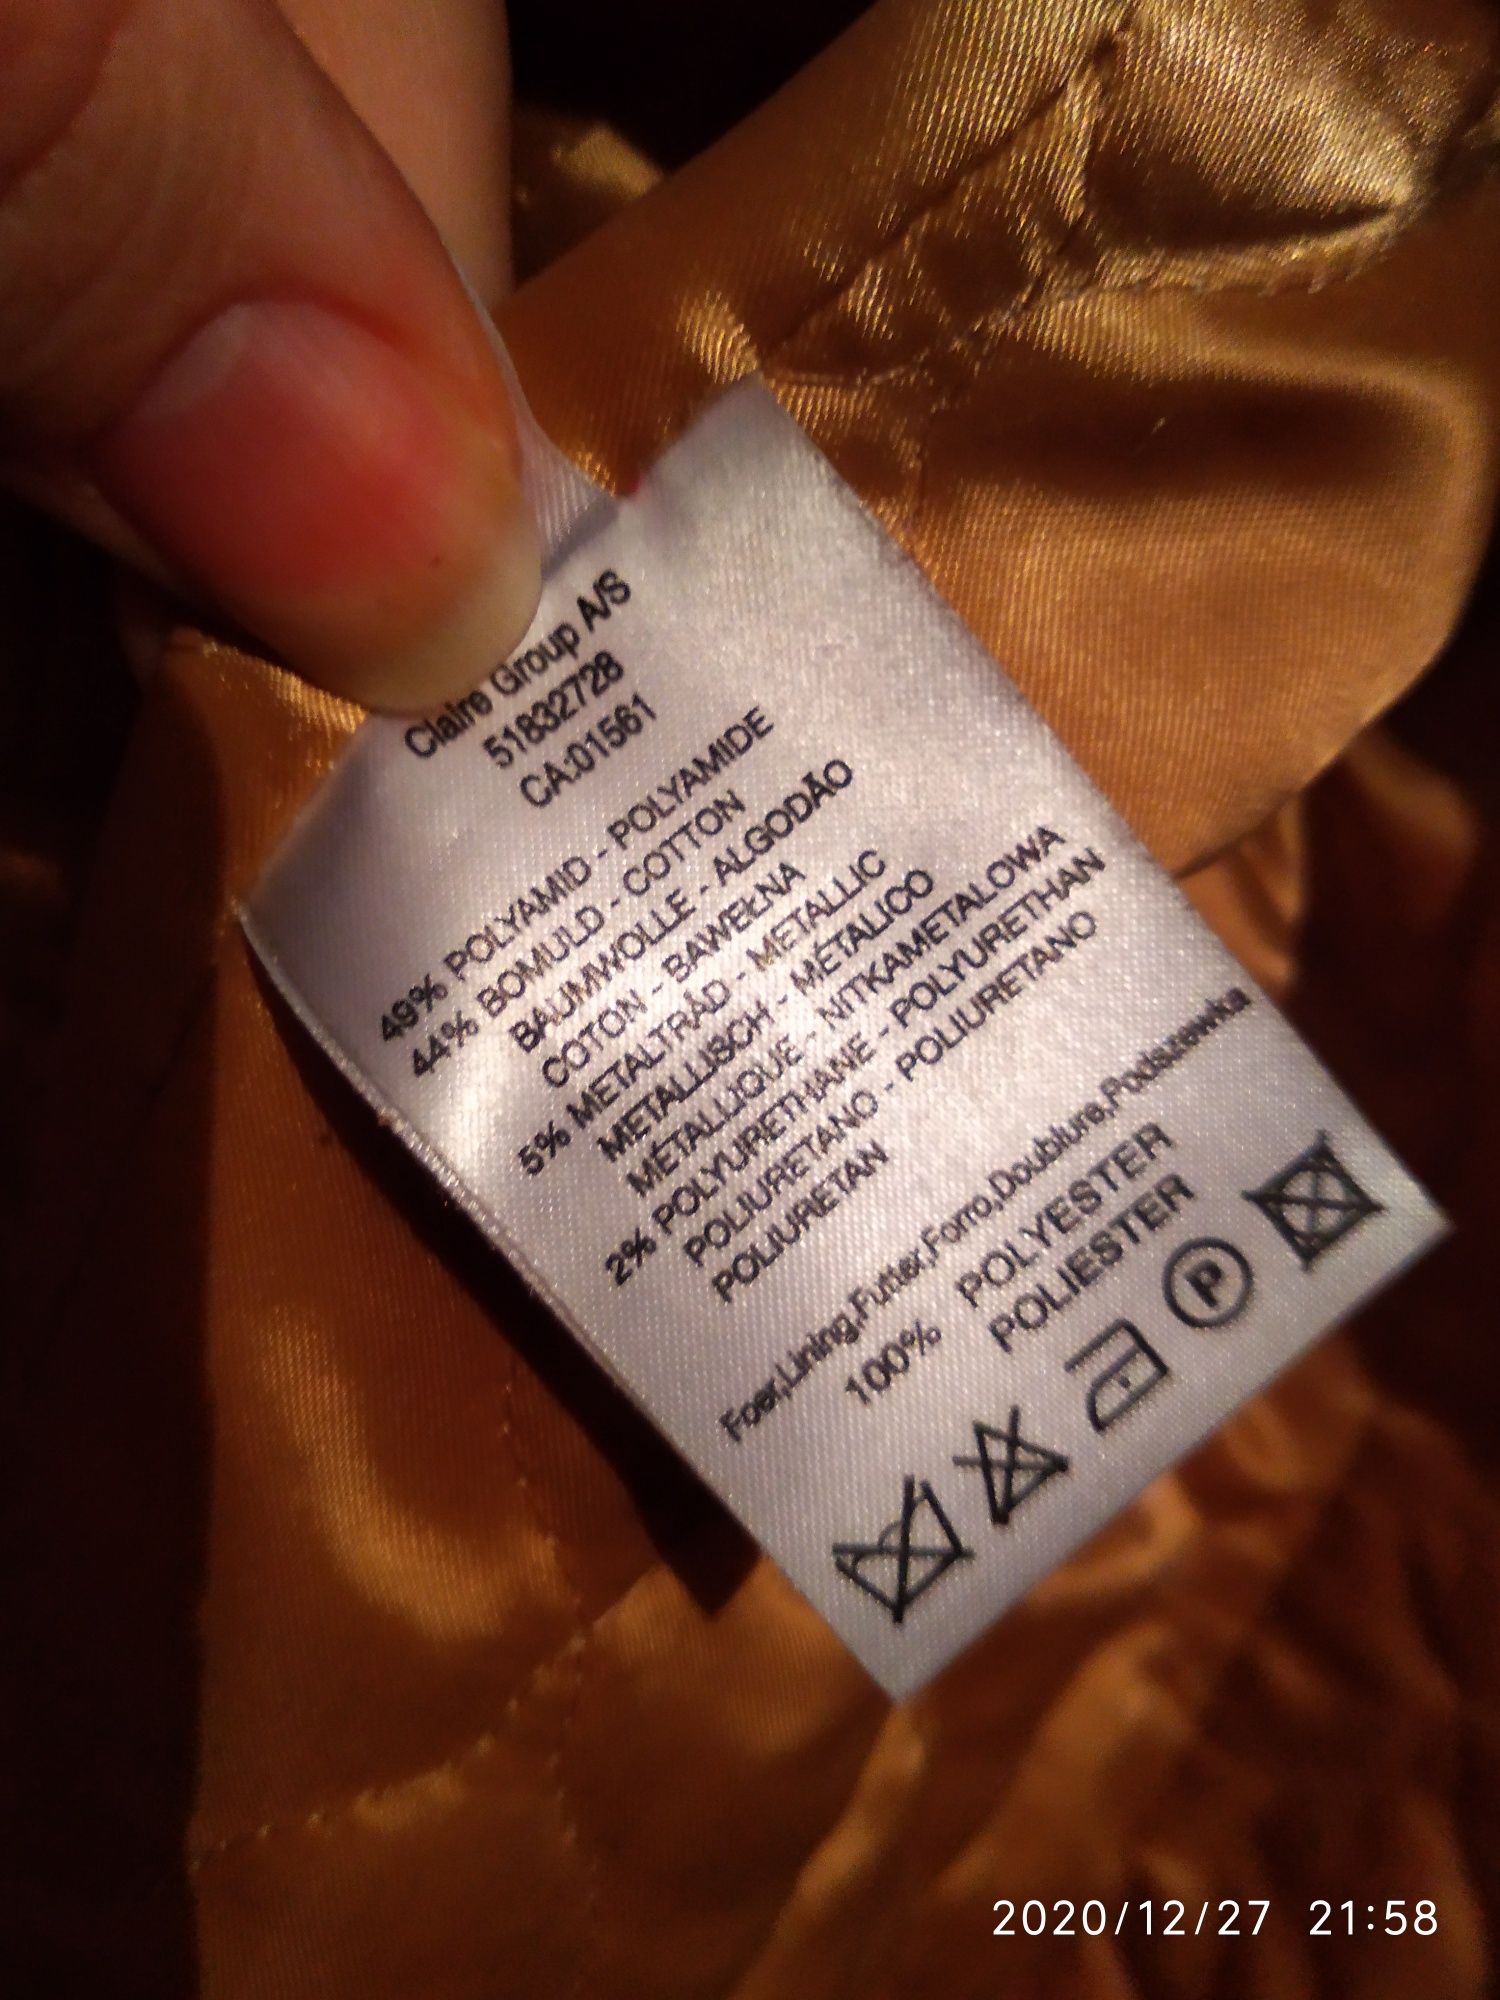 Claire Group A/S
51832728
CA:01561
49% POLYAMID - POLYAMIDE
44% BOMULD - COTTON
BAUMWOLLE - ALGODÃO
COTON - BAWEŁNA
5% METALTRÅD - METALLIC
METALLISCH - MÉTALICO
MÉTALLIQUE - NITKAMETALOWA
2% POLYURETHANE - POLYURETHAN
POLIURETANO - POLIURETANO
POLIURETAN
Foer,Lining,Futter,Forro,Doublure,Podszewka
100% POLYESTER
POLIESTER
P
2020/12/27 21:58